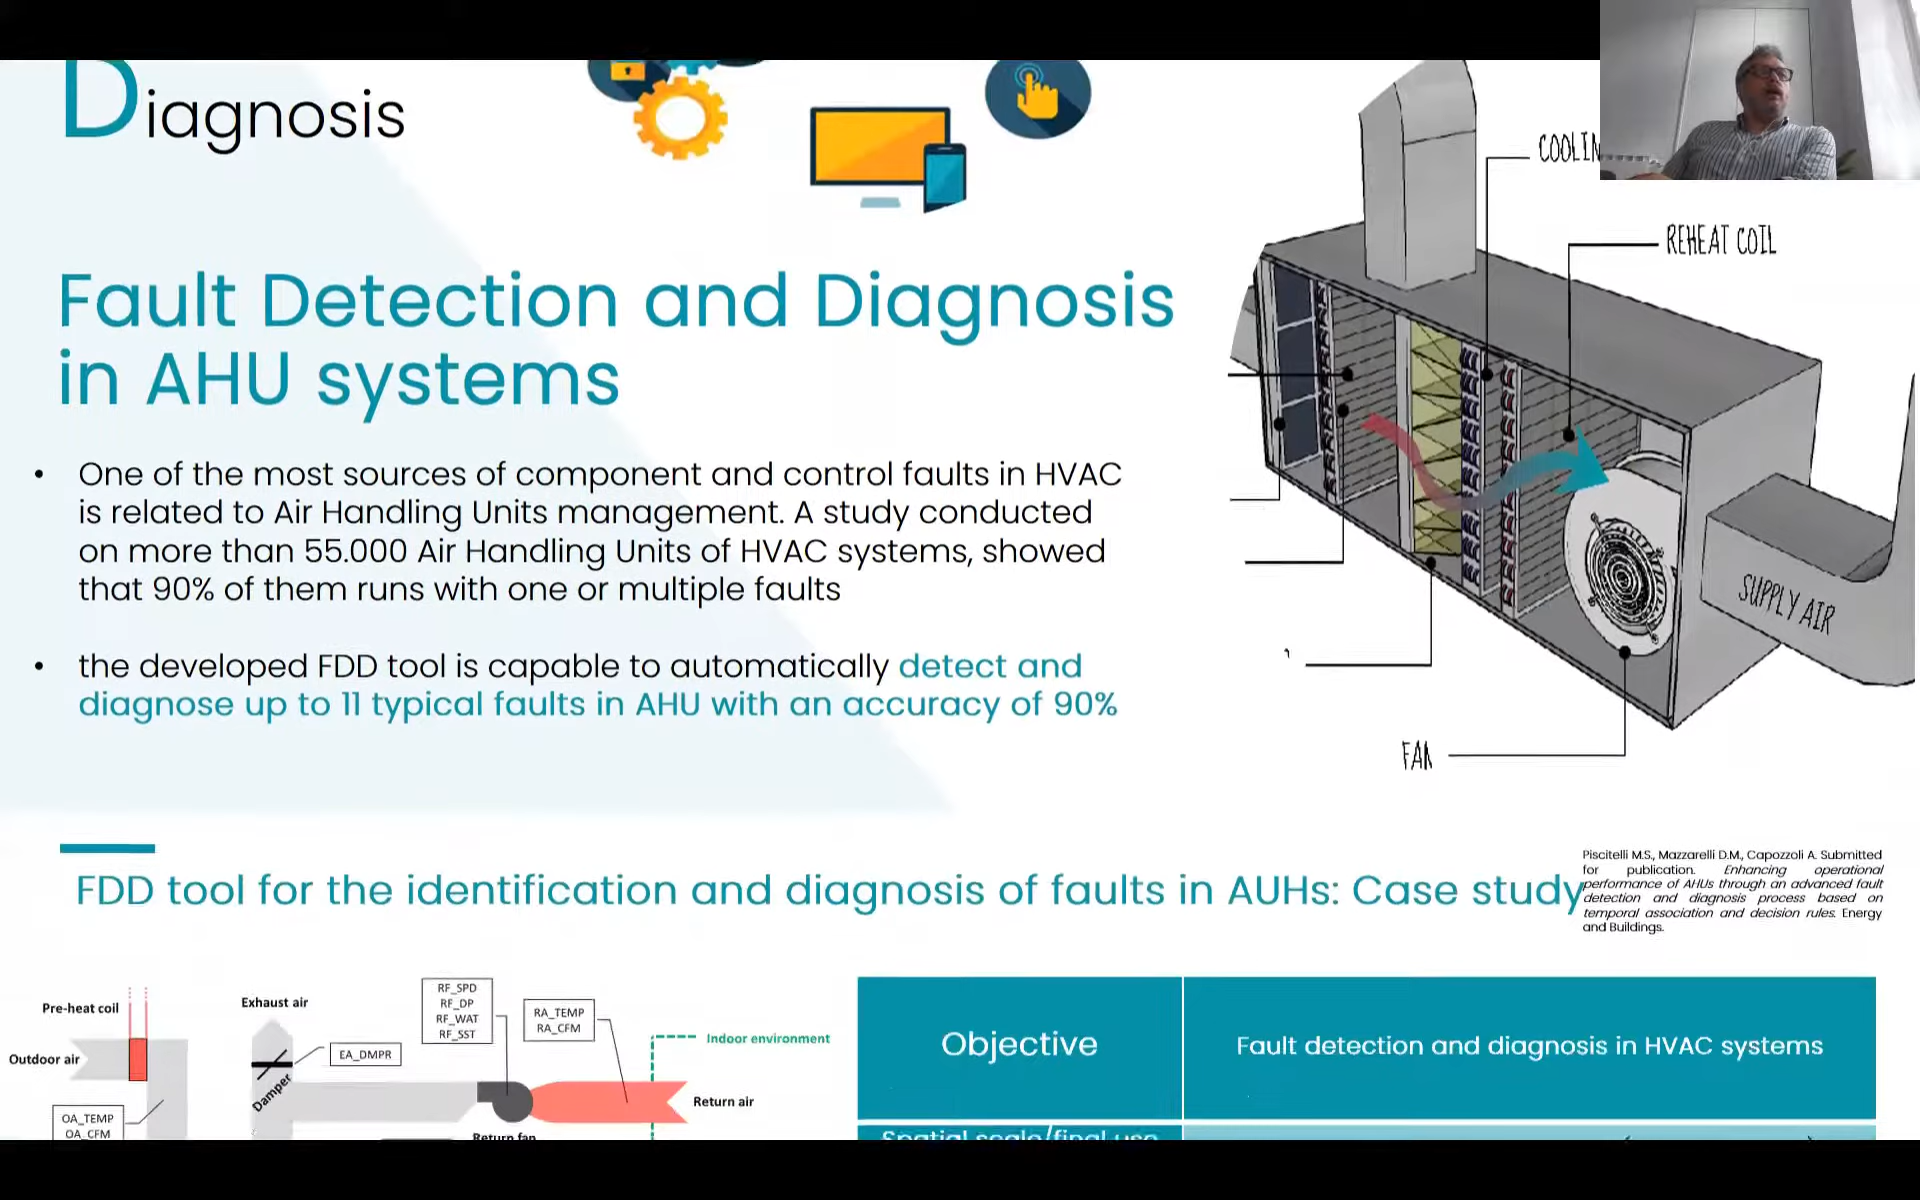 Diagnosis
COOLIN
REHEAT COIL
Fault Detection and Diagnosis
in AHU systems
• One of the most sources of component and control faults in HVAC
is related to Air Handling Units management. A study conducted
on more than 55.000 Air Handling Units of HVAC systems, showed
that 90% of them runs with one or multiple faults
• the developed FDD tool is capable to automatically detect and
diagnose up to 11 typical faults in AHU with an accuracy of 90%
SUPPLY AIR
FAN
FDD tool for the identification and diagnosis of faults in AUHs: Case study
Piscitelli M.S., Mazzarelli D.M., Capozzoli A. Submitted
for publication. Enhancing operational
performance of AHUs through an advanced fault
detection and diagnosis process based on
temporal association and decision rules. Energy
and Buildings.
Pre-heat coil
Outdoor air
OA_TEMP
OA_CFM
Exhaust air
Damper
EA_DMPR
RF_SPD
RF_DP
RF_WAT
RF_SST
RA_TEMP
RA_CFM
Indoor environment
Return air
Return fan
Objective
Fault detection and diagnosis in HVAC systems
Spatial scale/final use